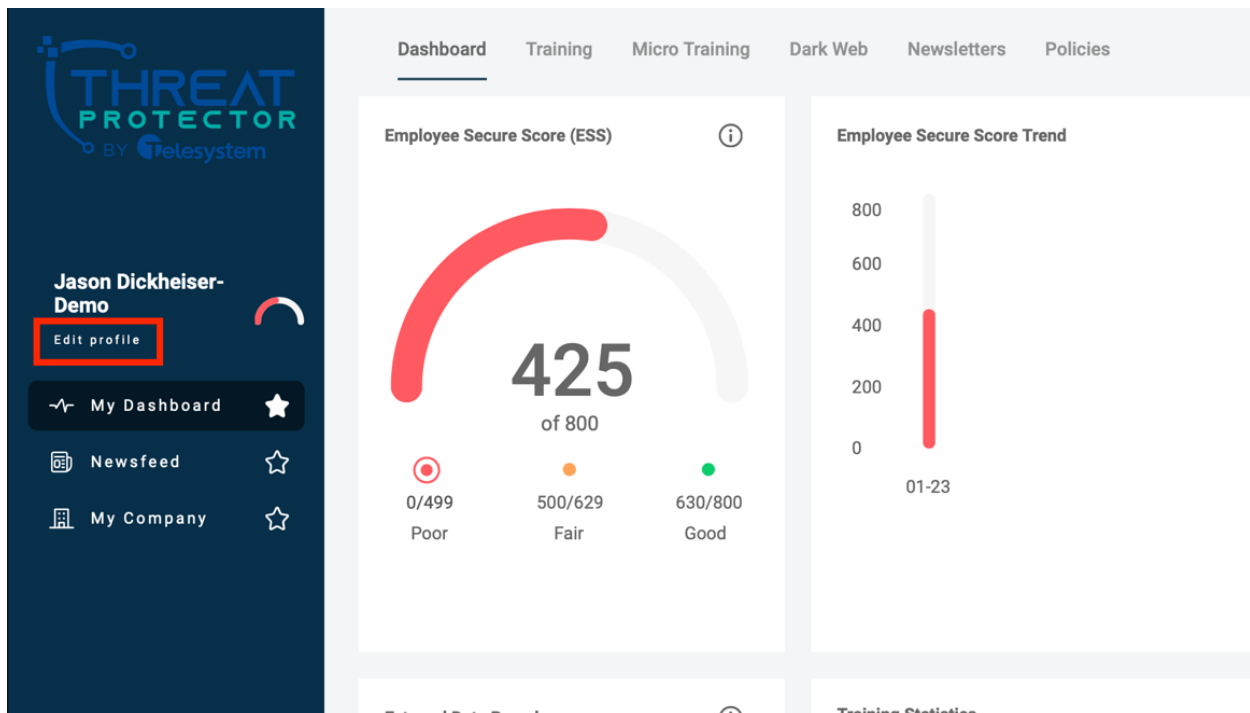 THREAT
PROTECTOR
BY Telesystem
Jason Dickheiser-
Demo
Edit profile
My Dashboard
Newsfeed
My Company
Dashboard Training Micro Training Dark Web Newsletters Policies
Employee Secure Score (ESS)
425
of 800
0/499 500/629 630/800
Poor Fair Good
Employee Secure Score Trend
800
600
400
200
0
01-23
Training Statistics